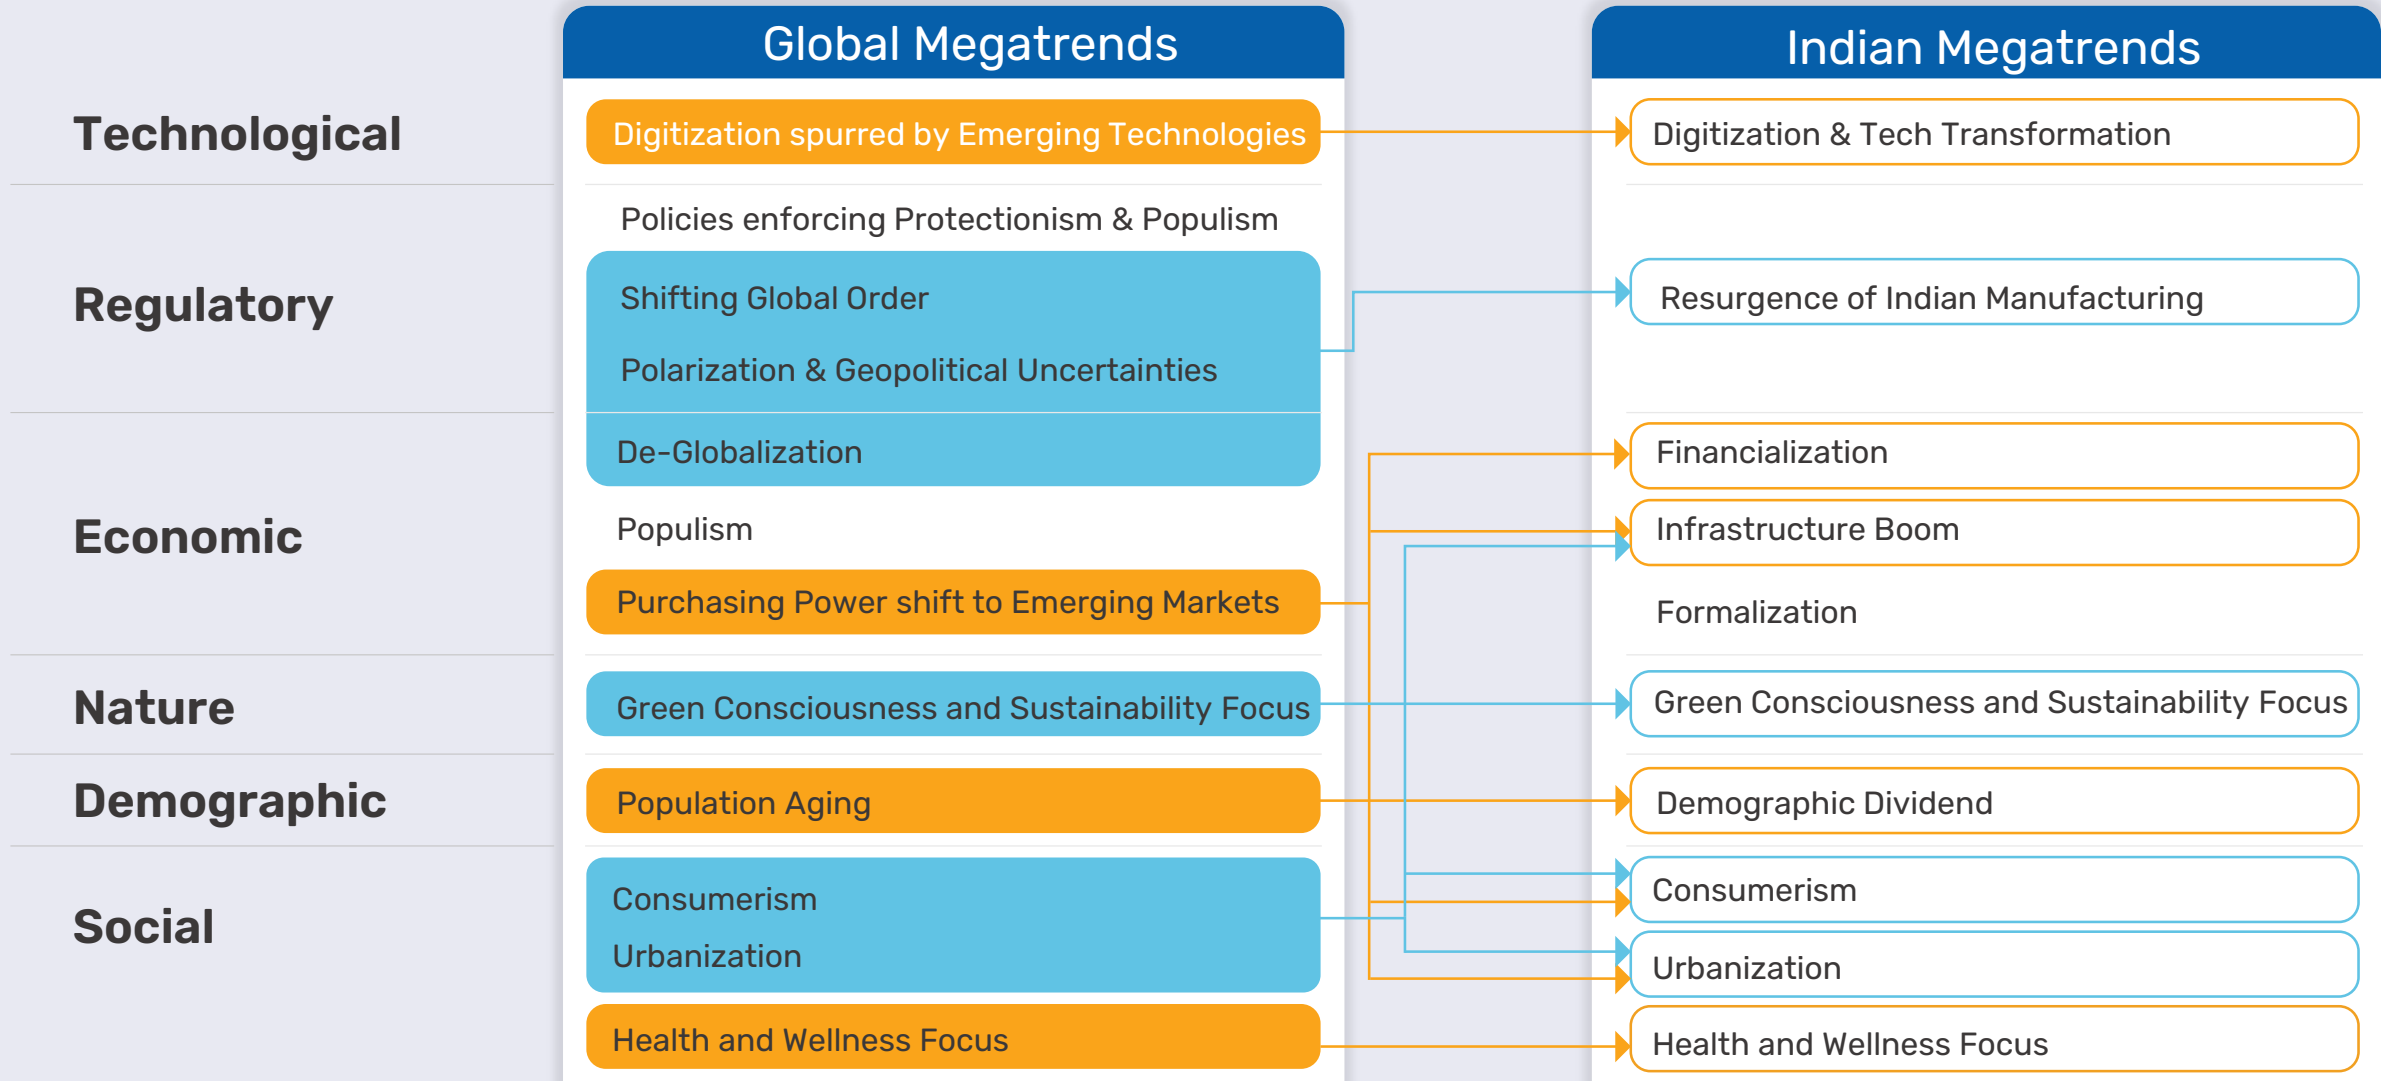 Global Megatrends
Indian Megatrends
Technological
Digitization spurred by Emerging Technologies
Digitization & Tech Transformation
Regulatory
Policies enforcing Protectionism & Populism
Shifting Global Order
Polarization & Geopolitical Uncertainties
Resurgence of Indian Manufacturing
Economic
De-Globalization
Populism
Purchasing Power shift to Emerging Markets
Financialization
Infrastructure Boom
Formalization
Nature
Green Consciousness and Sustainability Focus
Green Consciousness and Sustainability Focus
Demographic
Population Aging
Demographic Dividend
Social
Consumerism
Urbanization
Health and Wellness Focus
Consumerism
Urbanization
Health and Wellness Focus